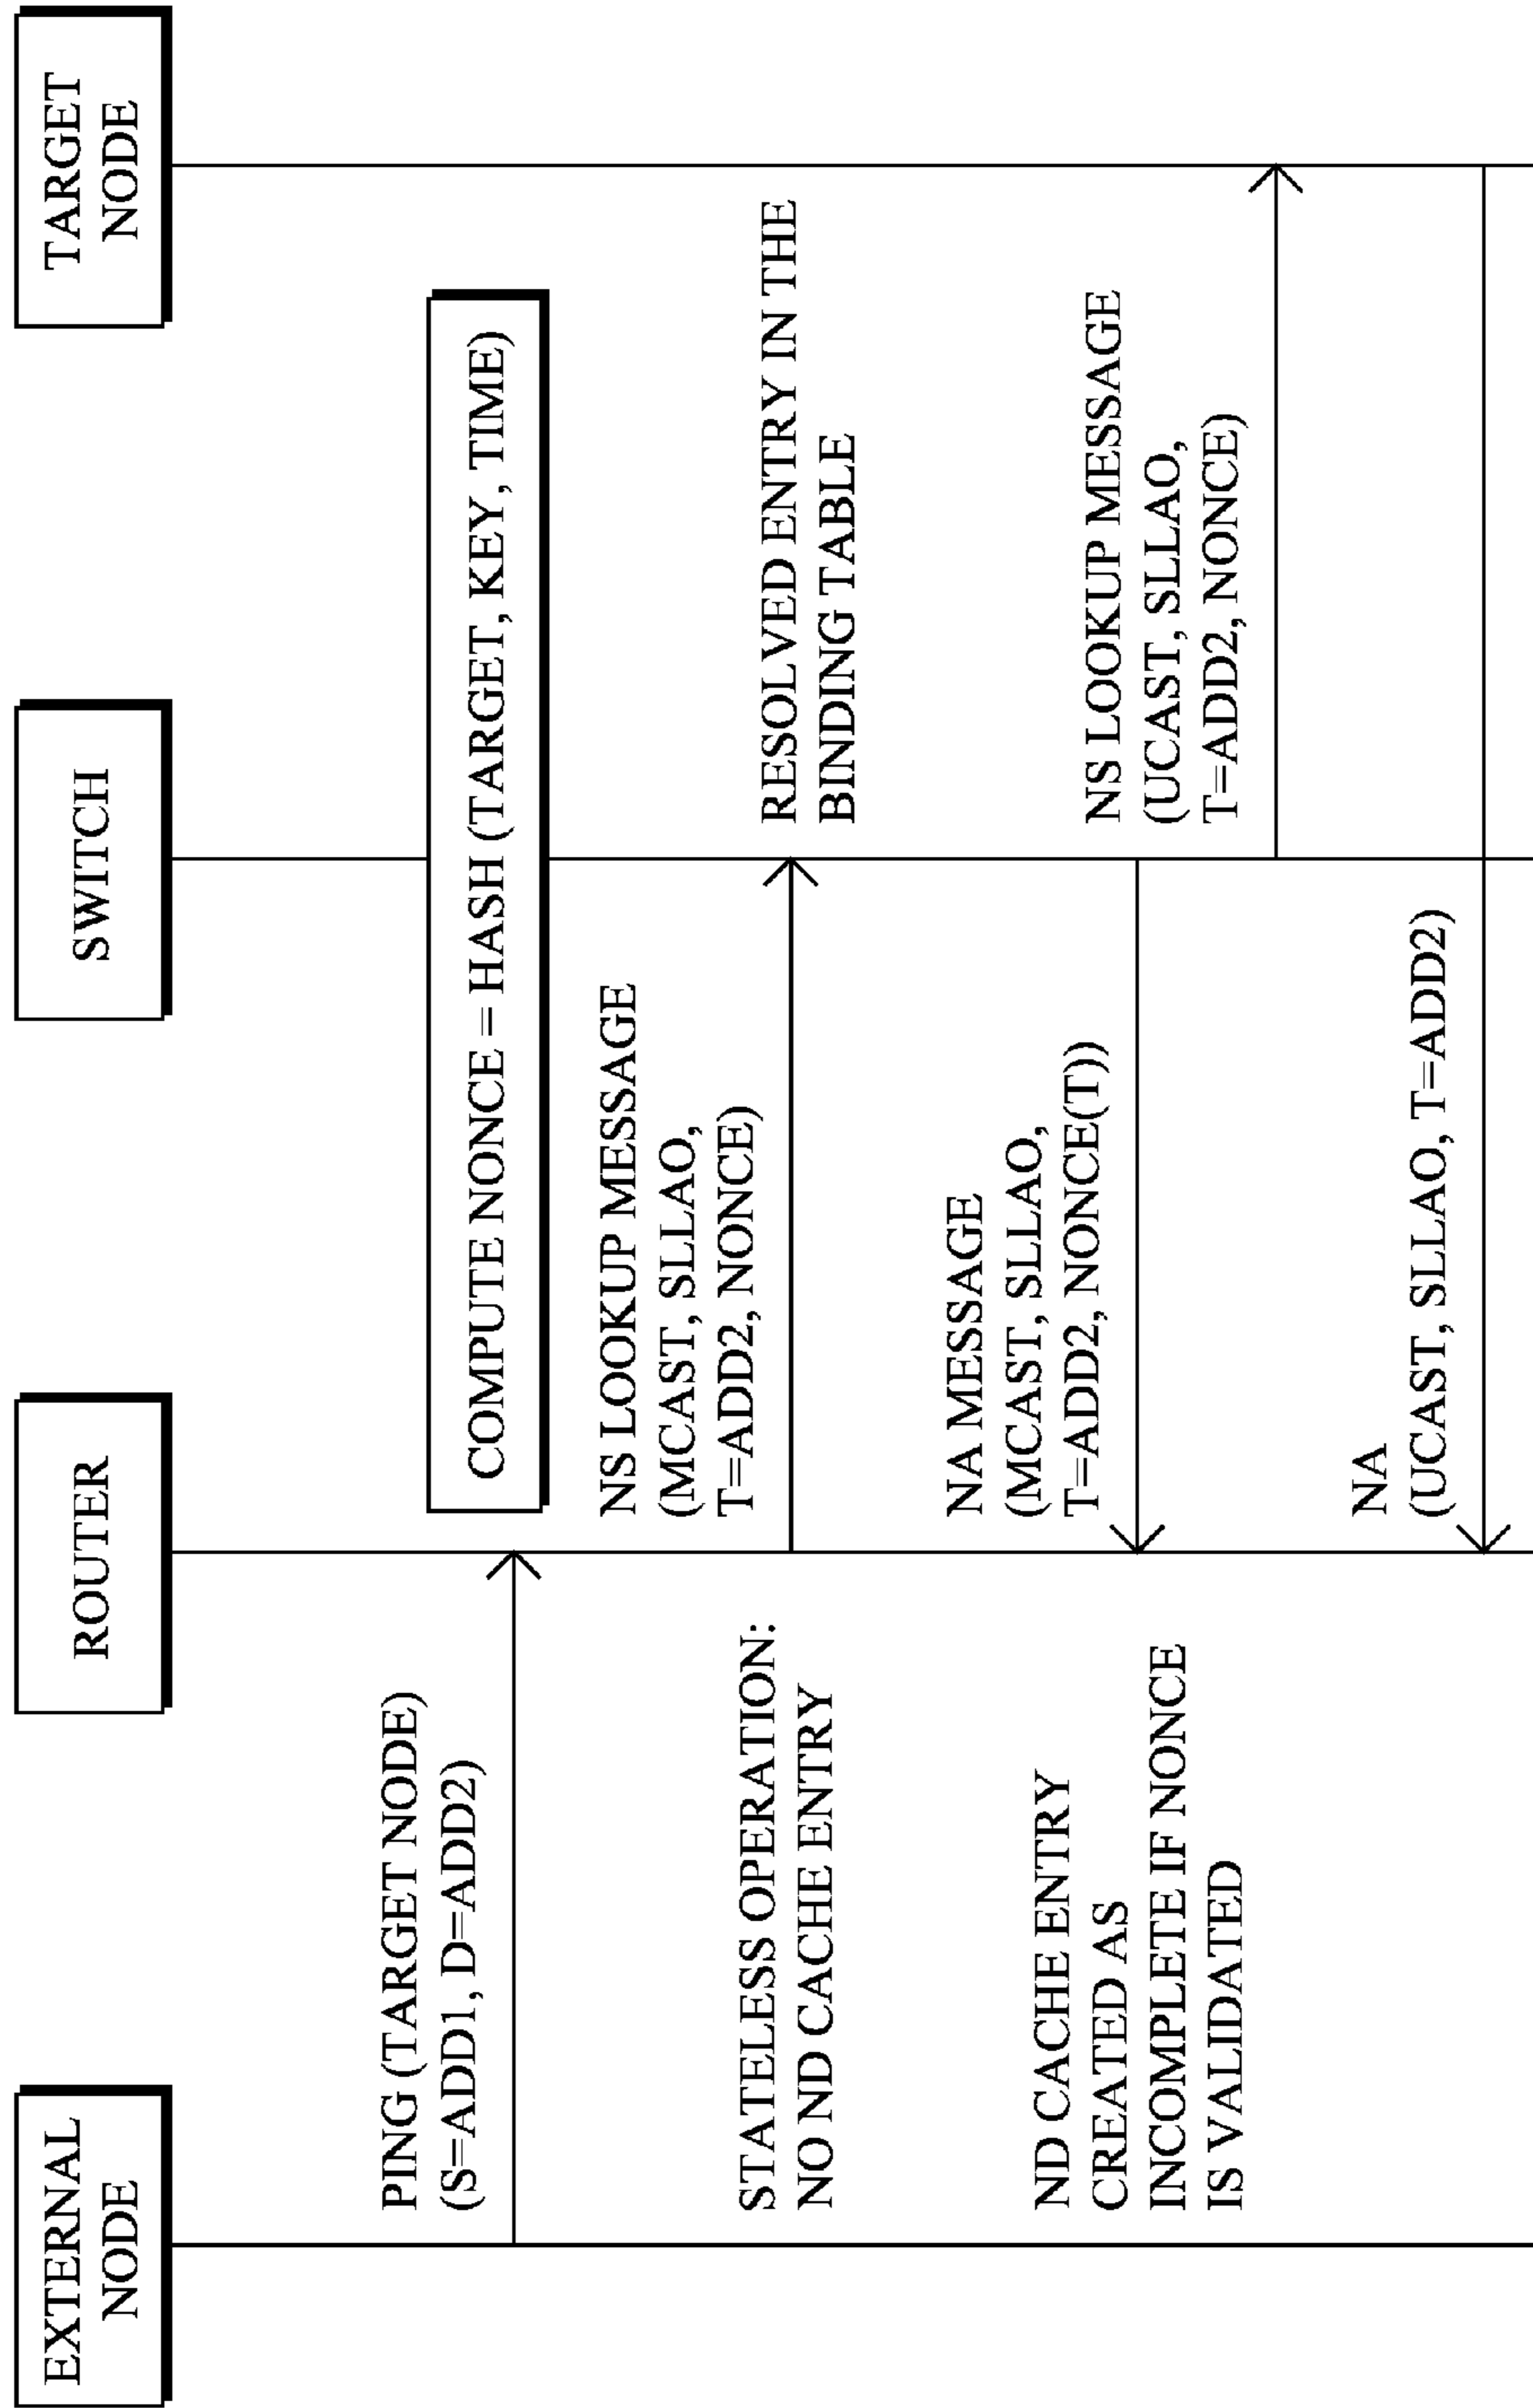 EXTERNAL
NODE
ROUTER
SWITCH
TARGET
NODE
PING (TARGET NODE)
(S=ADD1, D=ADD2)
COMPUTE NONCE = HASH (TARGET, KEY, TIME)
NS LOOKUP MESSAGE
(MCAST, SLLAO,
T=ADD2, NONCE)
STATELESS OPERATION:
NO ND CACHE ENTRY
RESOLVED ENTRY IN THE
BINDING TABLE
NA MESSAGE
(MCAST, SLLAO,
T=ADD2, NONCE(T))
ND CACHE ENTRY
CREATED AS
INCOMPLETE IF NONCE
IS VALIDATED
NS LOOKUP MESSAGE
(UCAST, SLLAO,
T=ADD2, NONCE)
NA
(UCAST, SLLAO, T=ADD2)